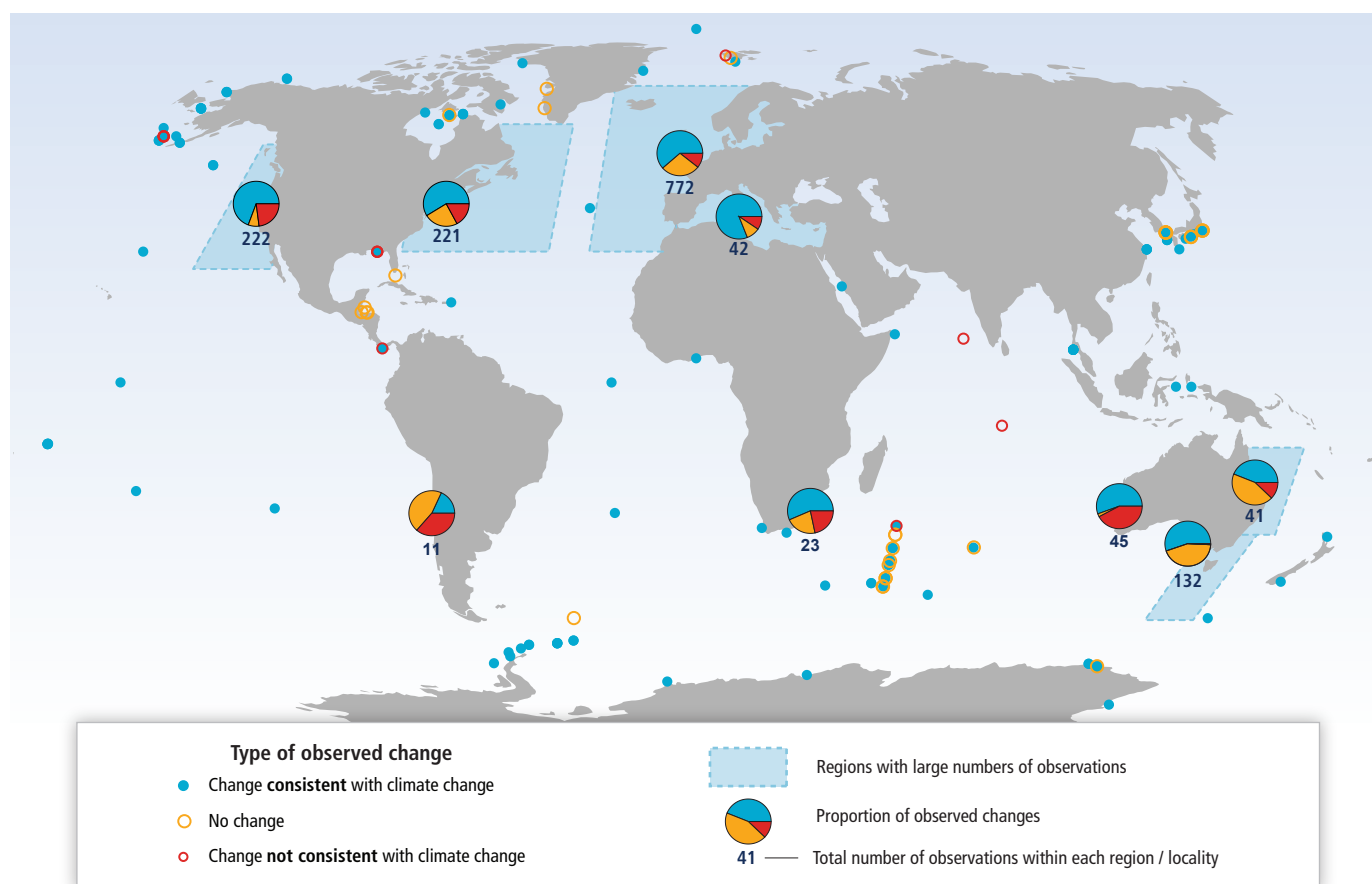 772
222
221
42
11
23
45
41
132
Type of observed change
Change consistent with climate change
No change
Change not consistent with climate change
Regions with large numbers of observations
Proportion of observed changes
41
Total number of observations within each region / locality